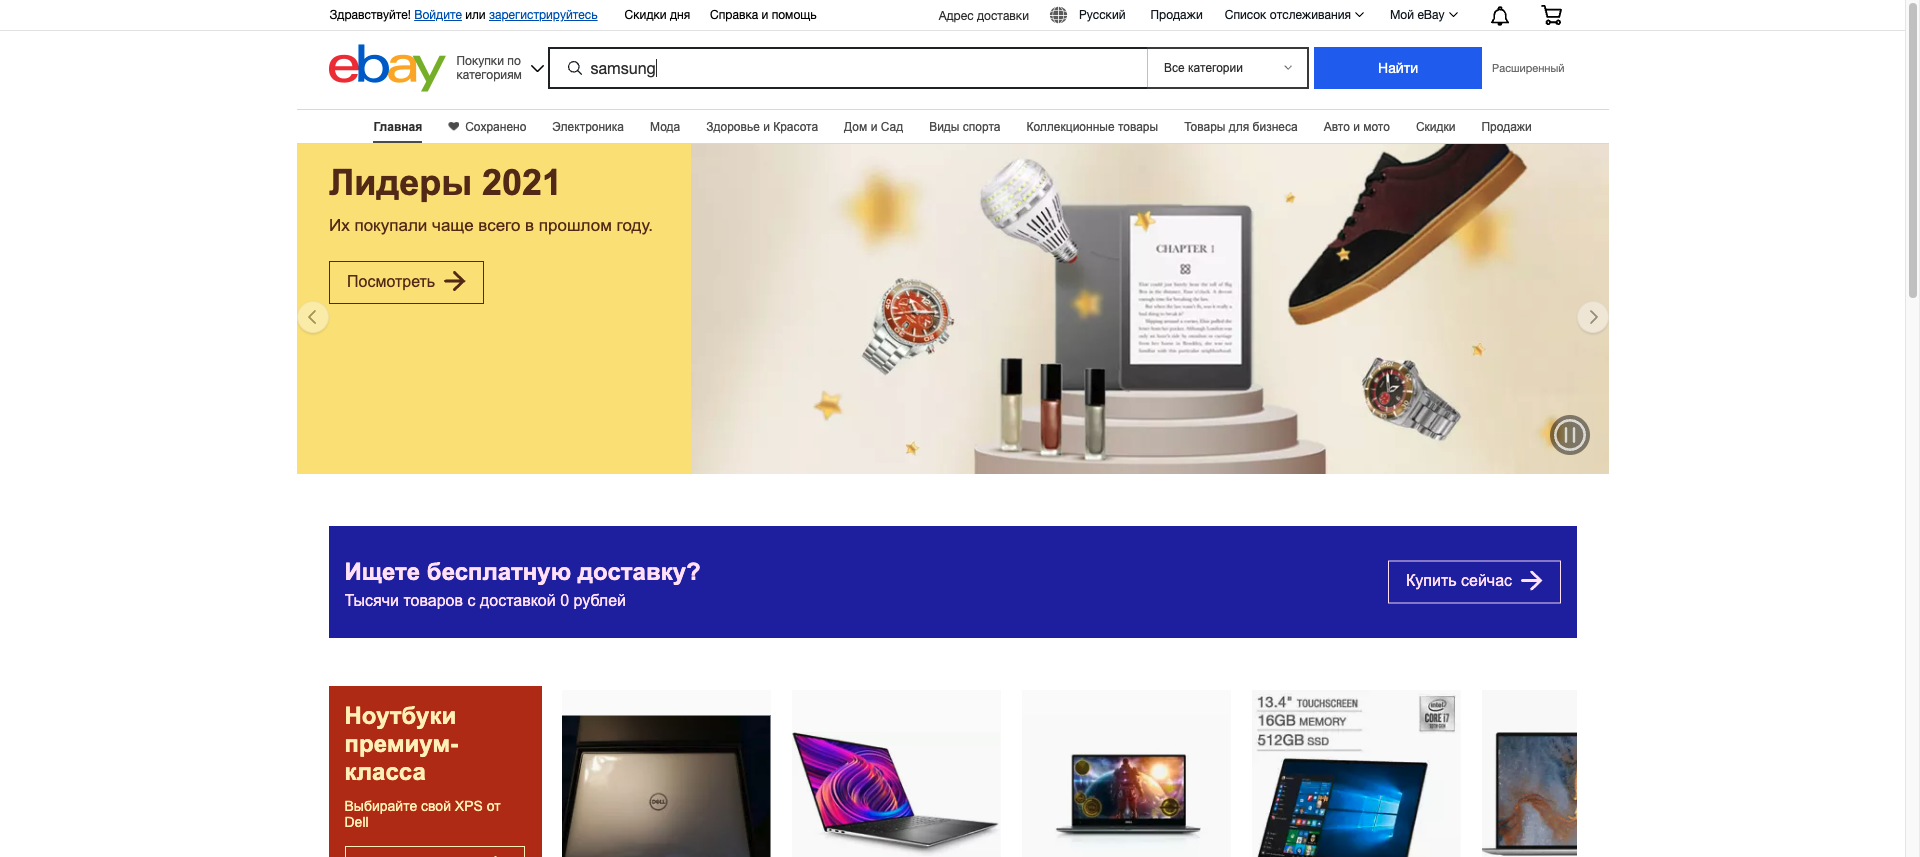 Здравствуйте! Войдите или зарегистрируйтесь Скидки дня Справка и помощь Адрес доставки Русский Продажи Список отслеживания Мой eBay
ebay
Покупки по
категориям
samsung Все категории Найти Расширенный
Главная Сохранено Электроника Мода Здоровье и Красота Дом и Сад Виды спорта Коллекционные товары Товары для бизнеса Авто и мото Скидки Продажи
Лидеры 2021
Их покупали чаще всего в прошлом году.
Посмотреть
CHAPTER 1
Ищете бесплатную доставку?
Тысячи товаров с доставкой 0 рублей
Купить сейчас
Ноутбуки
премиум-
класса
Выбирайте свой XPS от
Dell
DELL
13.4" TOUCHSCREEN
16GB MEMORY
512GB SSD
intel
CORE i7